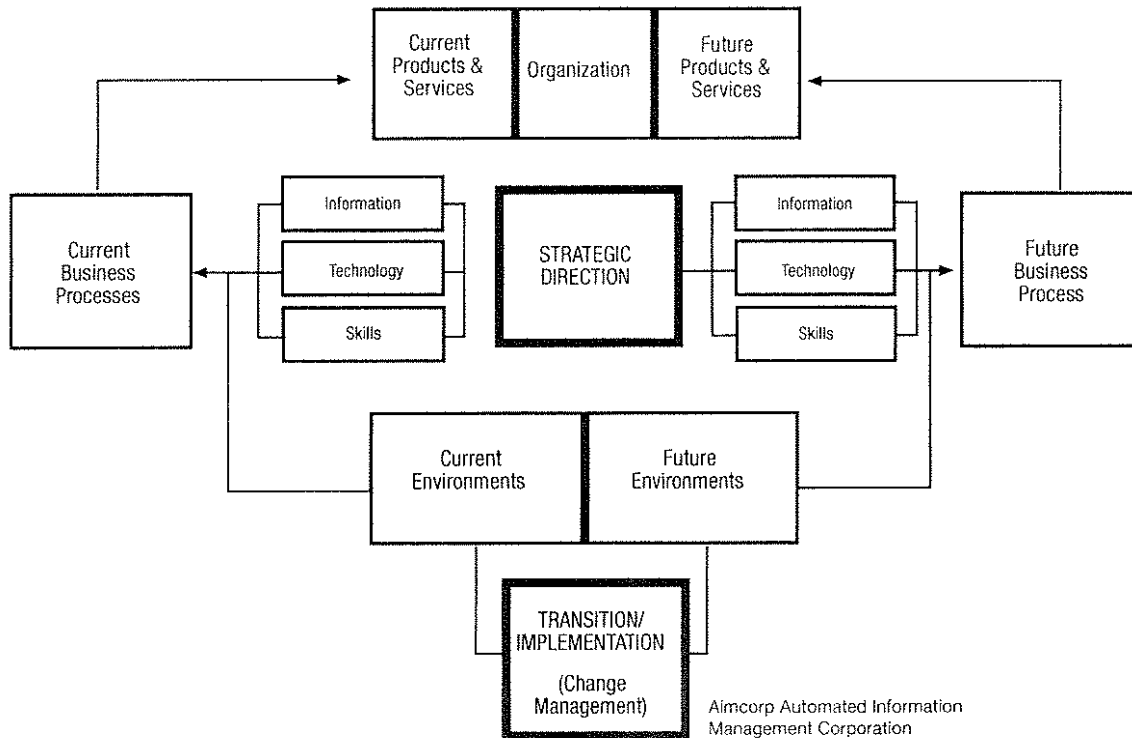 Current
Products &
Services
Organization
Future
Products &
Services
Current
Business
Processes
Information
Technology
Skills
STRATEGIC
DIRECTION
Information
Technology
Skills
Future
Business
Process
Current
Environments
Future
Environments
TRANSITION/
IMPLEMENTATION
(Change
Management)
Aimcorp Automated Information
Management Corporation